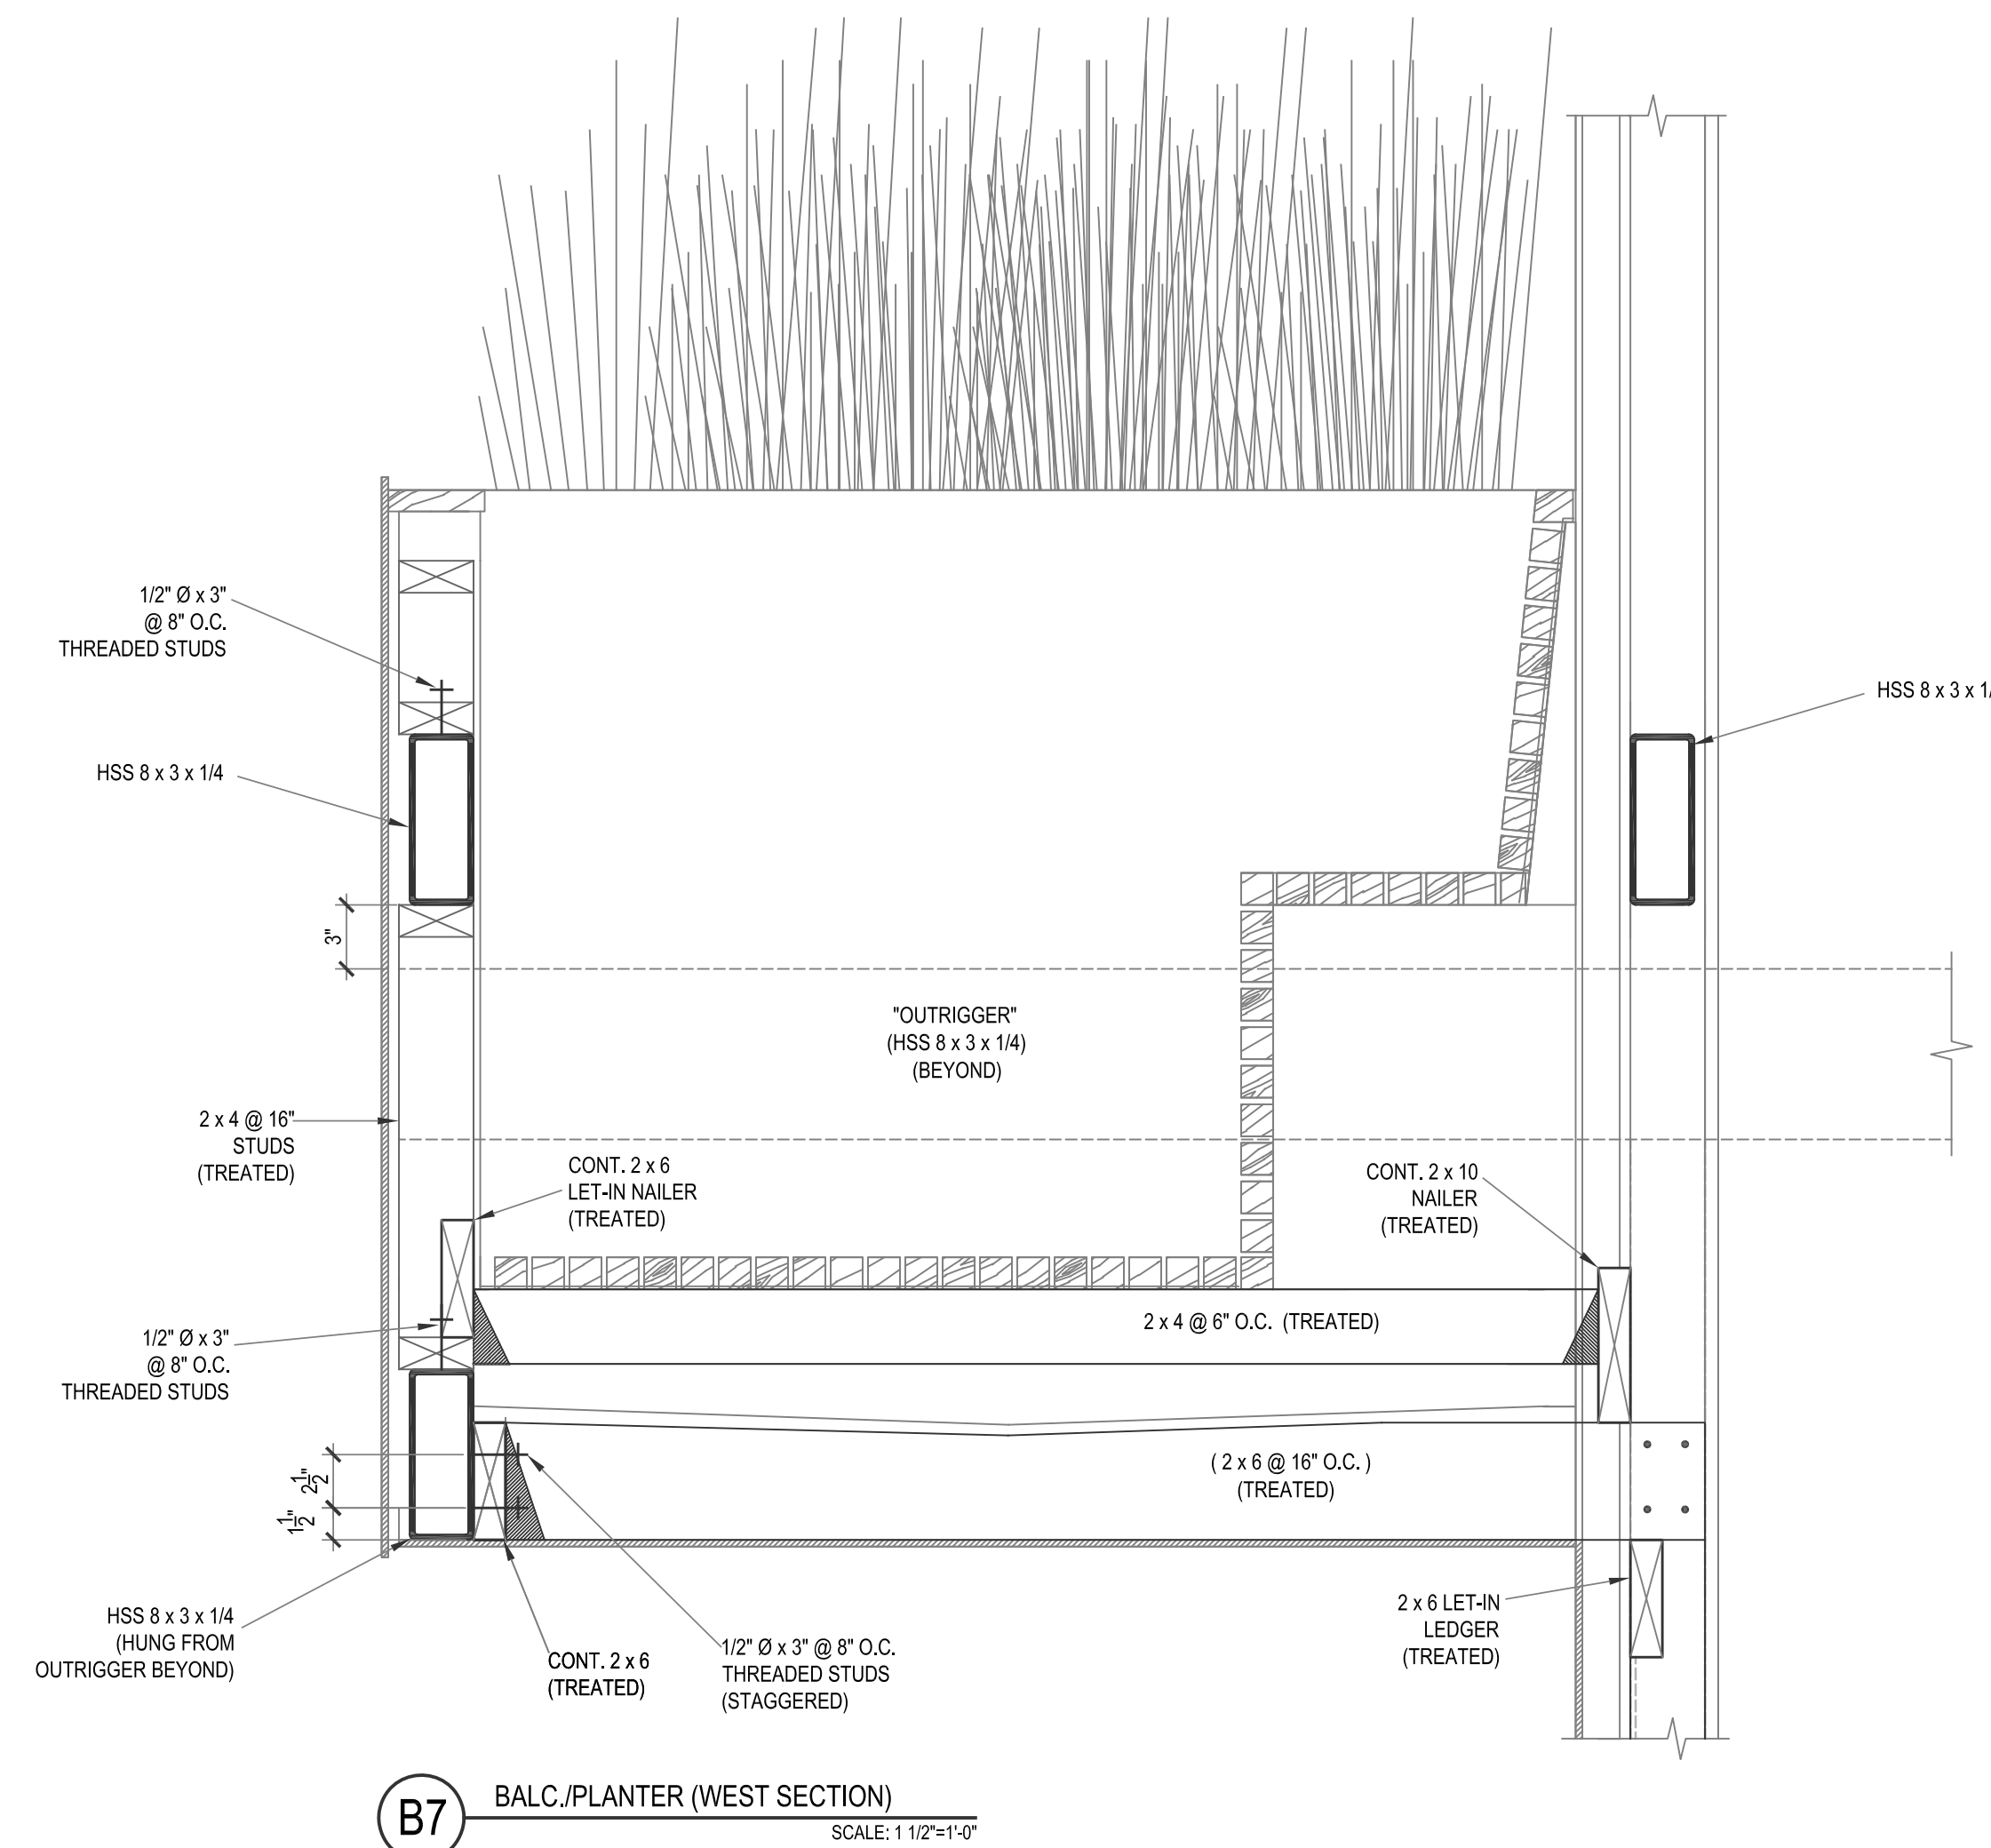 1/2" Ø x 3"
@ 8" O.C.
THREADED STUDS
HSS 8 x 3 x 1/4
HSS 8 x 3 x 1/
3"
"OUTRIGGER"
(HSS 8 x 3 x 1/4)
(BEYOND)
2 x 4 @ 16"
STUDS
(TREATED)
CONT. 2 x 6
LET-IN NAILER
(TREATED)
CONT. 2 x 10
NAILER
(TREATED)
1/2" Ø x 3"
@ 8" O.C.
THREADED STUDS
2 x 4 @ 6" O.C. (TREATED)
2 1/2"
1 1/2"
( 2 x 6 @ 16" O.C. )
(TREATED)
HSS 8 x 3 x 1/4
(HUNG FROM
OUTRIGGER BEYOND)
CONT. 2 x 6
(TREATED)
1/2" Ø x 3" @ 8" O.C.
THREADED STUDS
(STAGGERED)
2 x 6 LET-IN
LEDGER
(TREATED)
B7
BALC./PLANTER (WEST SECTION)
SCALE: 1 1/2"=1'-0"